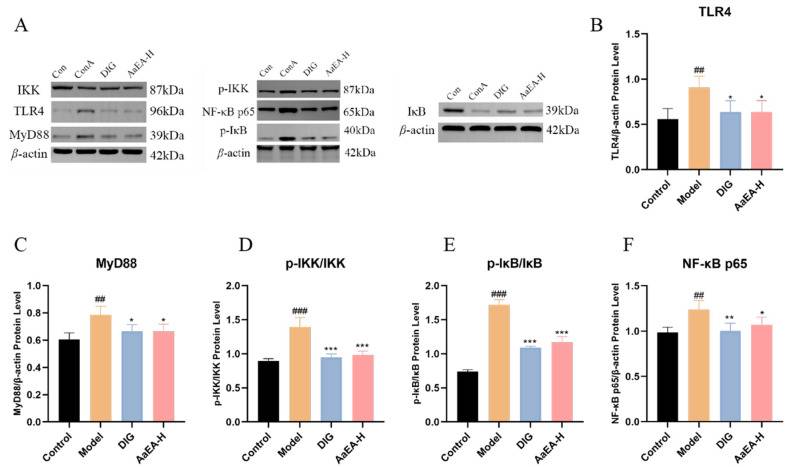 A
Con ConA DIG AaEA-H
IKK 87kDa
TLR4 96kDa
MyD88 39kDa
β-actin 42kDa
Con ConA DIG AaEA-H
p-IKK 87kDa
NF-κB p65 65kDa
p-IκB 40kDa
β-actin 42kDa
Con ConA DIG AaEA-H
IκB 39kDa
β-actin 42kDa
B
TLR4
TLR4/β-actin Protein Level
1.5
1.0
0.5
0.0
##
*
*
Control Model DIG AaEA-H
C
MyD88
MyD88/β-actin Protein Level
1.0
0.8
0.6
0.4
0.2
0.0
##
*
*
Control Model DIG AaEA-H
D
p-IKK/IKK
p-IKK/IKK Protein Level
2.0
1.5
1.0
0.5
0.0
###
***
***
Control Model DIG AaEA-H
E
p-IκB/IκB
p-IκB/IκB Protein Level
2.0
1.5
1.0
0.5
0.0
###
***
***
Control Model DIG AaEA-H
F
NF-κB p65
NF-κB p65/β-actin Protein Level
1.5
1.0
0.5
0.0
##
**
*
Control Model DIG AaEA-H